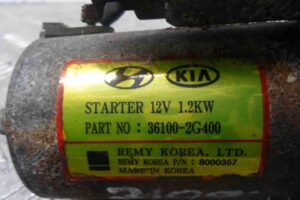 KIA
STARTER 12V 1.2KW
PART NO : 36100-2G400
REMY KOREA, LTD.
REMY KOREA P/N : 8000357
MADE IN KOREA